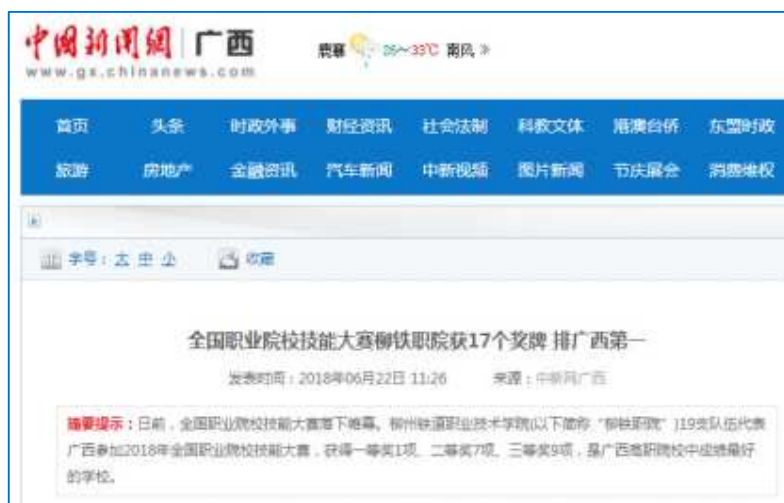 中國新聞網 广西
www.gx.chinanews.com
鹿寨 26～33℃ 南风
首页 头条 时政外事 财经资讯 社会法制 科教文体 港澳台侨 东盟时政
旅游 房地产 金融资讯 汽车新闻 中新视频 图片新闻 节庆展会 消费维权
字号：大 中 小 收藏
全国职业院校技能大赛柳铁职院获17个奖牌 排广西第一
发表时间：2018年06月22日 11:26 来源：中新网广西
摘要提示：日前，全国职业院校技能大赛落下帷幕。柳州铁道职业技术学院(以下简称“柳铁职院”)19支队伍代表
广西参加2018年全国职业院校技能大赛，获得一等奖1项、二等奖7项、三等奖9项，是广西高职院校中成绩最好
的学校。